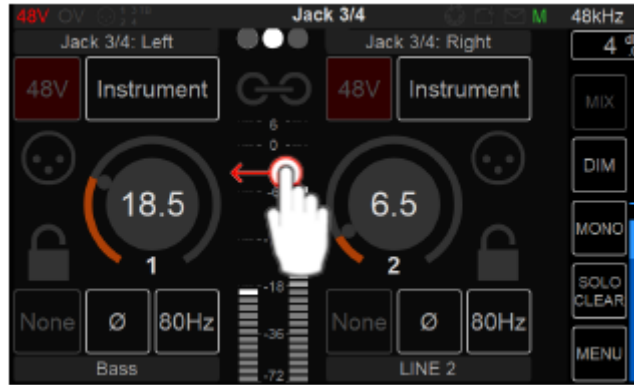 48V OV Jack 3/4 M 48kHz
Jack 3/4: Left Jack 3/4: Right 4
48V Instrument 48V Instrument MIX
6
0
DIM
18.5 6.5
MONO
1 2
-18
SOLO
CLEAR
None Ø 80Hz -36 None Ø 80Hz
MENU
Bass -72 LINE 2